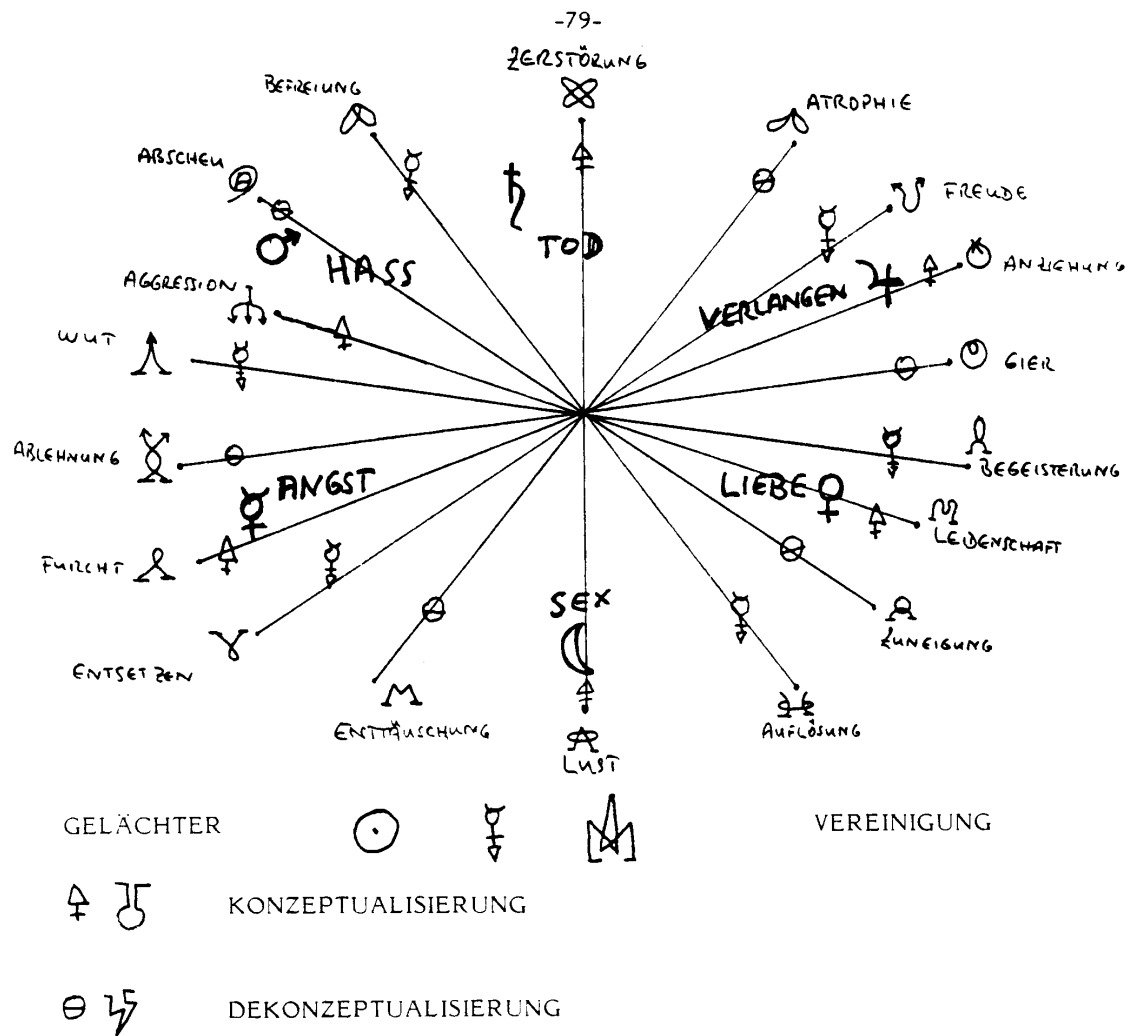 -79-
ZERSTÖRUNG
BEFREIUNG
ATROPHIE
ABSCHEU
FREUDE
TOD
HASS
ANZIEHUNG
AGGRESSION
VERLANGEN
WUT
GIER
ABLEHNUNG
BEGEISTERUNG
ANGST
LIEBE
LEIDENSCHAFT
FURCHT
SEX
ZUNEIGUNG
ENTSETZEN
ENTTÄUSCHUNG
AUFLÖSUNG
LUST
GELÄCHTER VEREINIGUNG
KONZEPTUALISIERUNG
DEKONZEPTUALISIERUNG